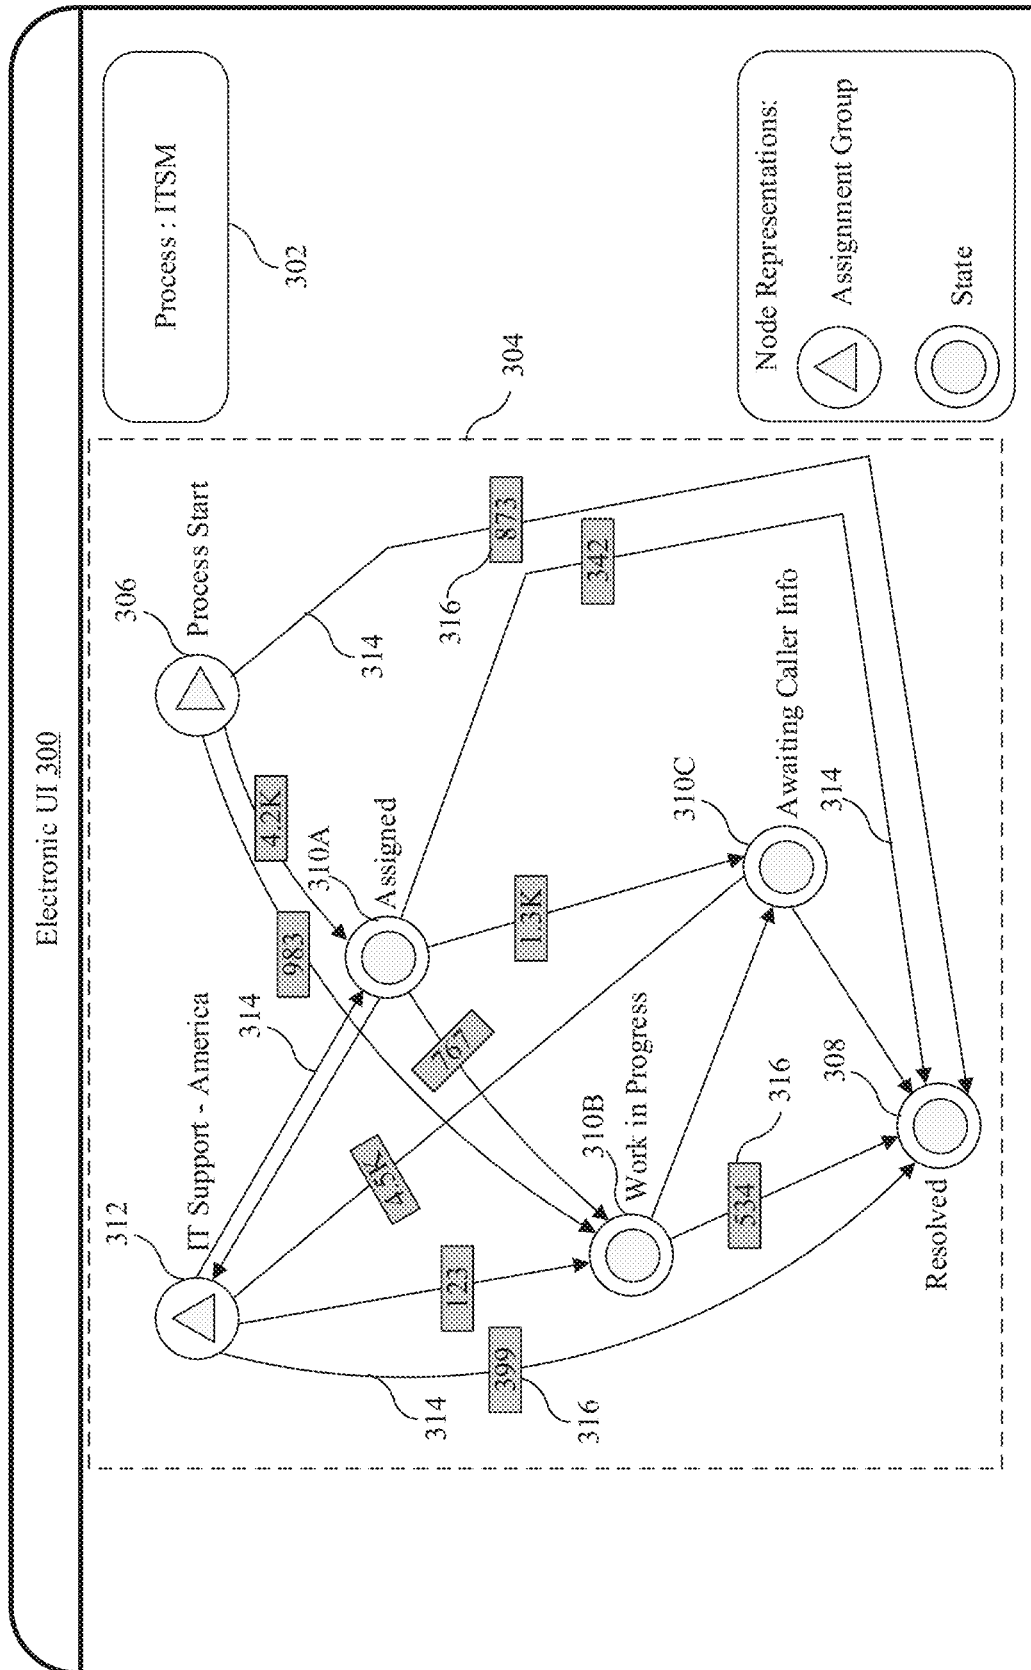 Electronic UI 300
Process : ITSM
302
304
306
Process Start
314
316
873
342
4.2K
983
310A
Assigned
314
312
IT Support - America
1.3K
767
4.5K
123
399
314
316
310C
Awaiting Caller Info
310B
Work in Progress
534
316
314
308
Resolved
Node Representations:
Assignment Group
State